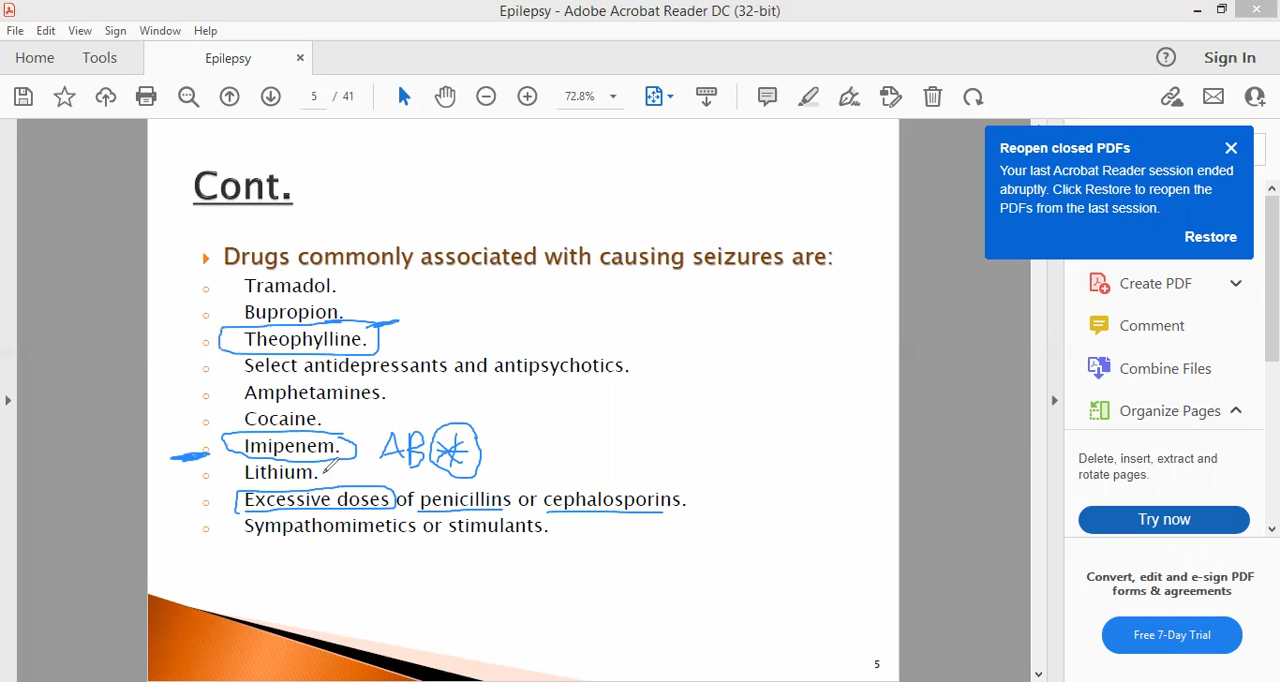 Epilepsy - Adobe Acrobat Reader DC (32-bit)
File Edit View Sign Window Help
Home Tools Epilepsy × ? Sign In
5 / 41 72.8%
Reopen closed PDFs
Your last Acrobat Reader session ended
abruptly. Click Restore to reopen the
PDFs from the last session.
Restore
Cont.
Drugs commonly associated with causing seizures are:
Tramadol.
Bupropion.
Theophylline.
Select antidepressants and antipsychotics.
Amphetamines.
Cocaine.
Imipenem. AB*
Lithium.
Excessive doses of penicillins or cephalosporins.
Sympathomimetics or stimulants.
5
Create PDF
Comment
Combine Files
Organize Pages
Delete, insert, extract and
rotate pages.
Try now
Convert, edit and e-sign PDF
forms & agreements
Free 7-Day Trial